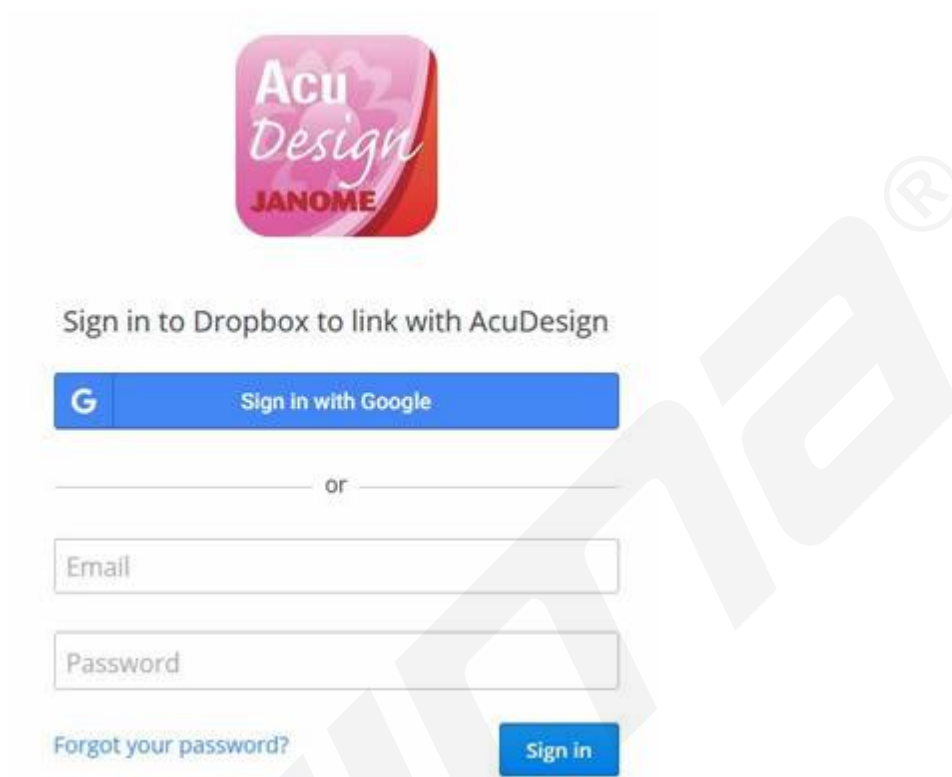 Acu
Design
JANOME
®
Sign in to Dropbox to link with AcuDesign
G
Sign in with Google
or
Email
Password
Forgot your password?
Sign in